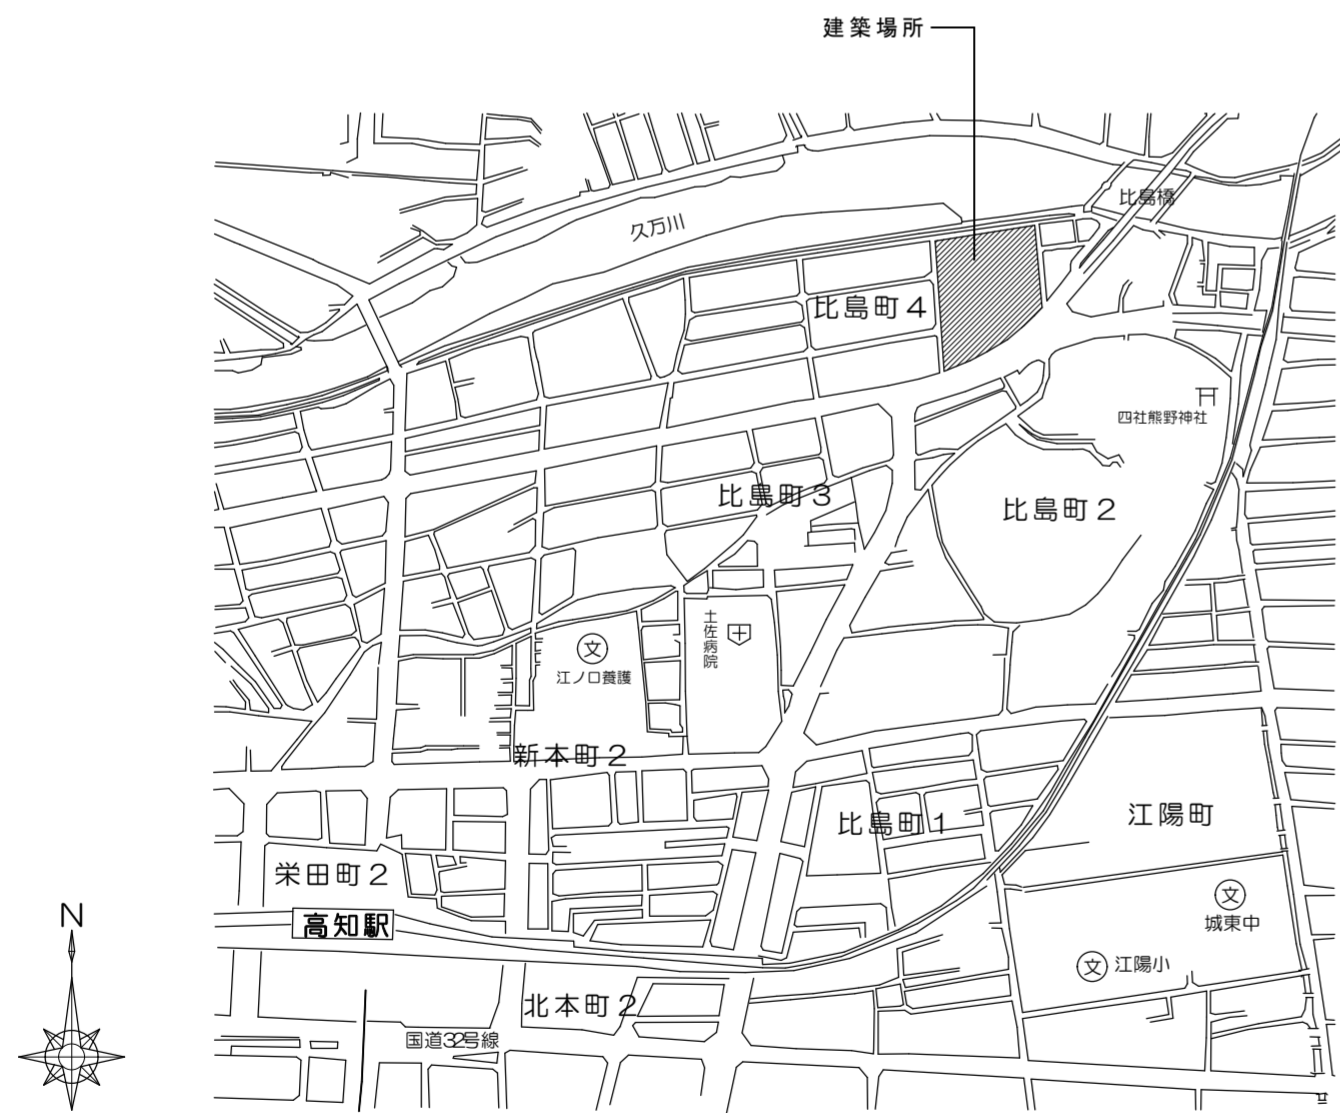 建築場所
比島橋
久万川
比島町4
四社熊野神社
比島町3
比島町2
土佐病院
文
江ノ口養護
新本町2
比島町1
江陽町
栄田町2
文
城東中
N
高知駅
文
江陽小
北本町2
国道32号線